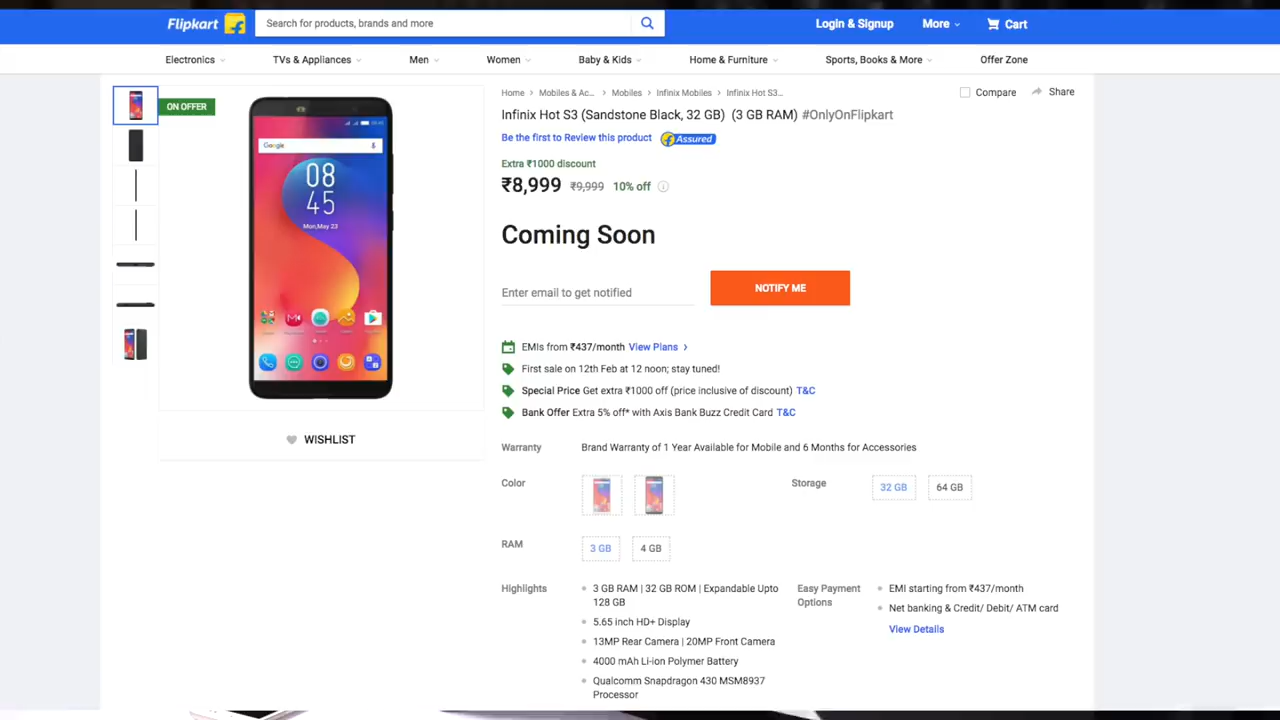 Flipkart
Search for products, brands and more
Login & Signup
More
Cart
Electronics
TVs & Appliances
Men
Women
Baby & Kids
Home & Furniture
Sports, Books & More
Offer Zone
Home > Mobiles & Ac... > Mobiles > Infinix Mobiles > Infinix Hot S3...
Compare
Share
ON OFFER
Infinix Hot S3 (Sandstone Black, 32 GB)  (3 GB RAM) #OnlyOnFlipkart
Be the first to Review this product
Assured
Extra ₹1000 discount
₹8,999 ₹9,999 10% off
Google
08
45
Mon,May 23
Coming Soon
Enter email to get notified
NOTIFY ME
EMIs from ₹437/month View Plans >
First sale on 12th Feb at 12 noon; stay tuned!
Special Price Get extra ₹1000 off (price inclusive of discount) T&C
Bank Offer Extra 5% off* with Axis Bank Buzz Credit Card T&C
WISHLIST
Warranty
Brand Warranty of 1 Year Available for Mobile and 6 Months for Accessories
Color
Storage
32 GB
64 GB
RAM
3 GB
4 GB
Highlights
3 GB RAM | 32 GB ROM | Expandable Upto
128 GB
5.65 inch HD+ Display
13MP Rear Camera | 20MP Front Camera
4000 mAh Li-ion Polymer Battery
Qualcomm Snapdragon 430 MSM8937
Processor
Easy Payment
Options
EMI starting from ₹437/month
Net banking & Credit/ Debit/ ATM card
View Details